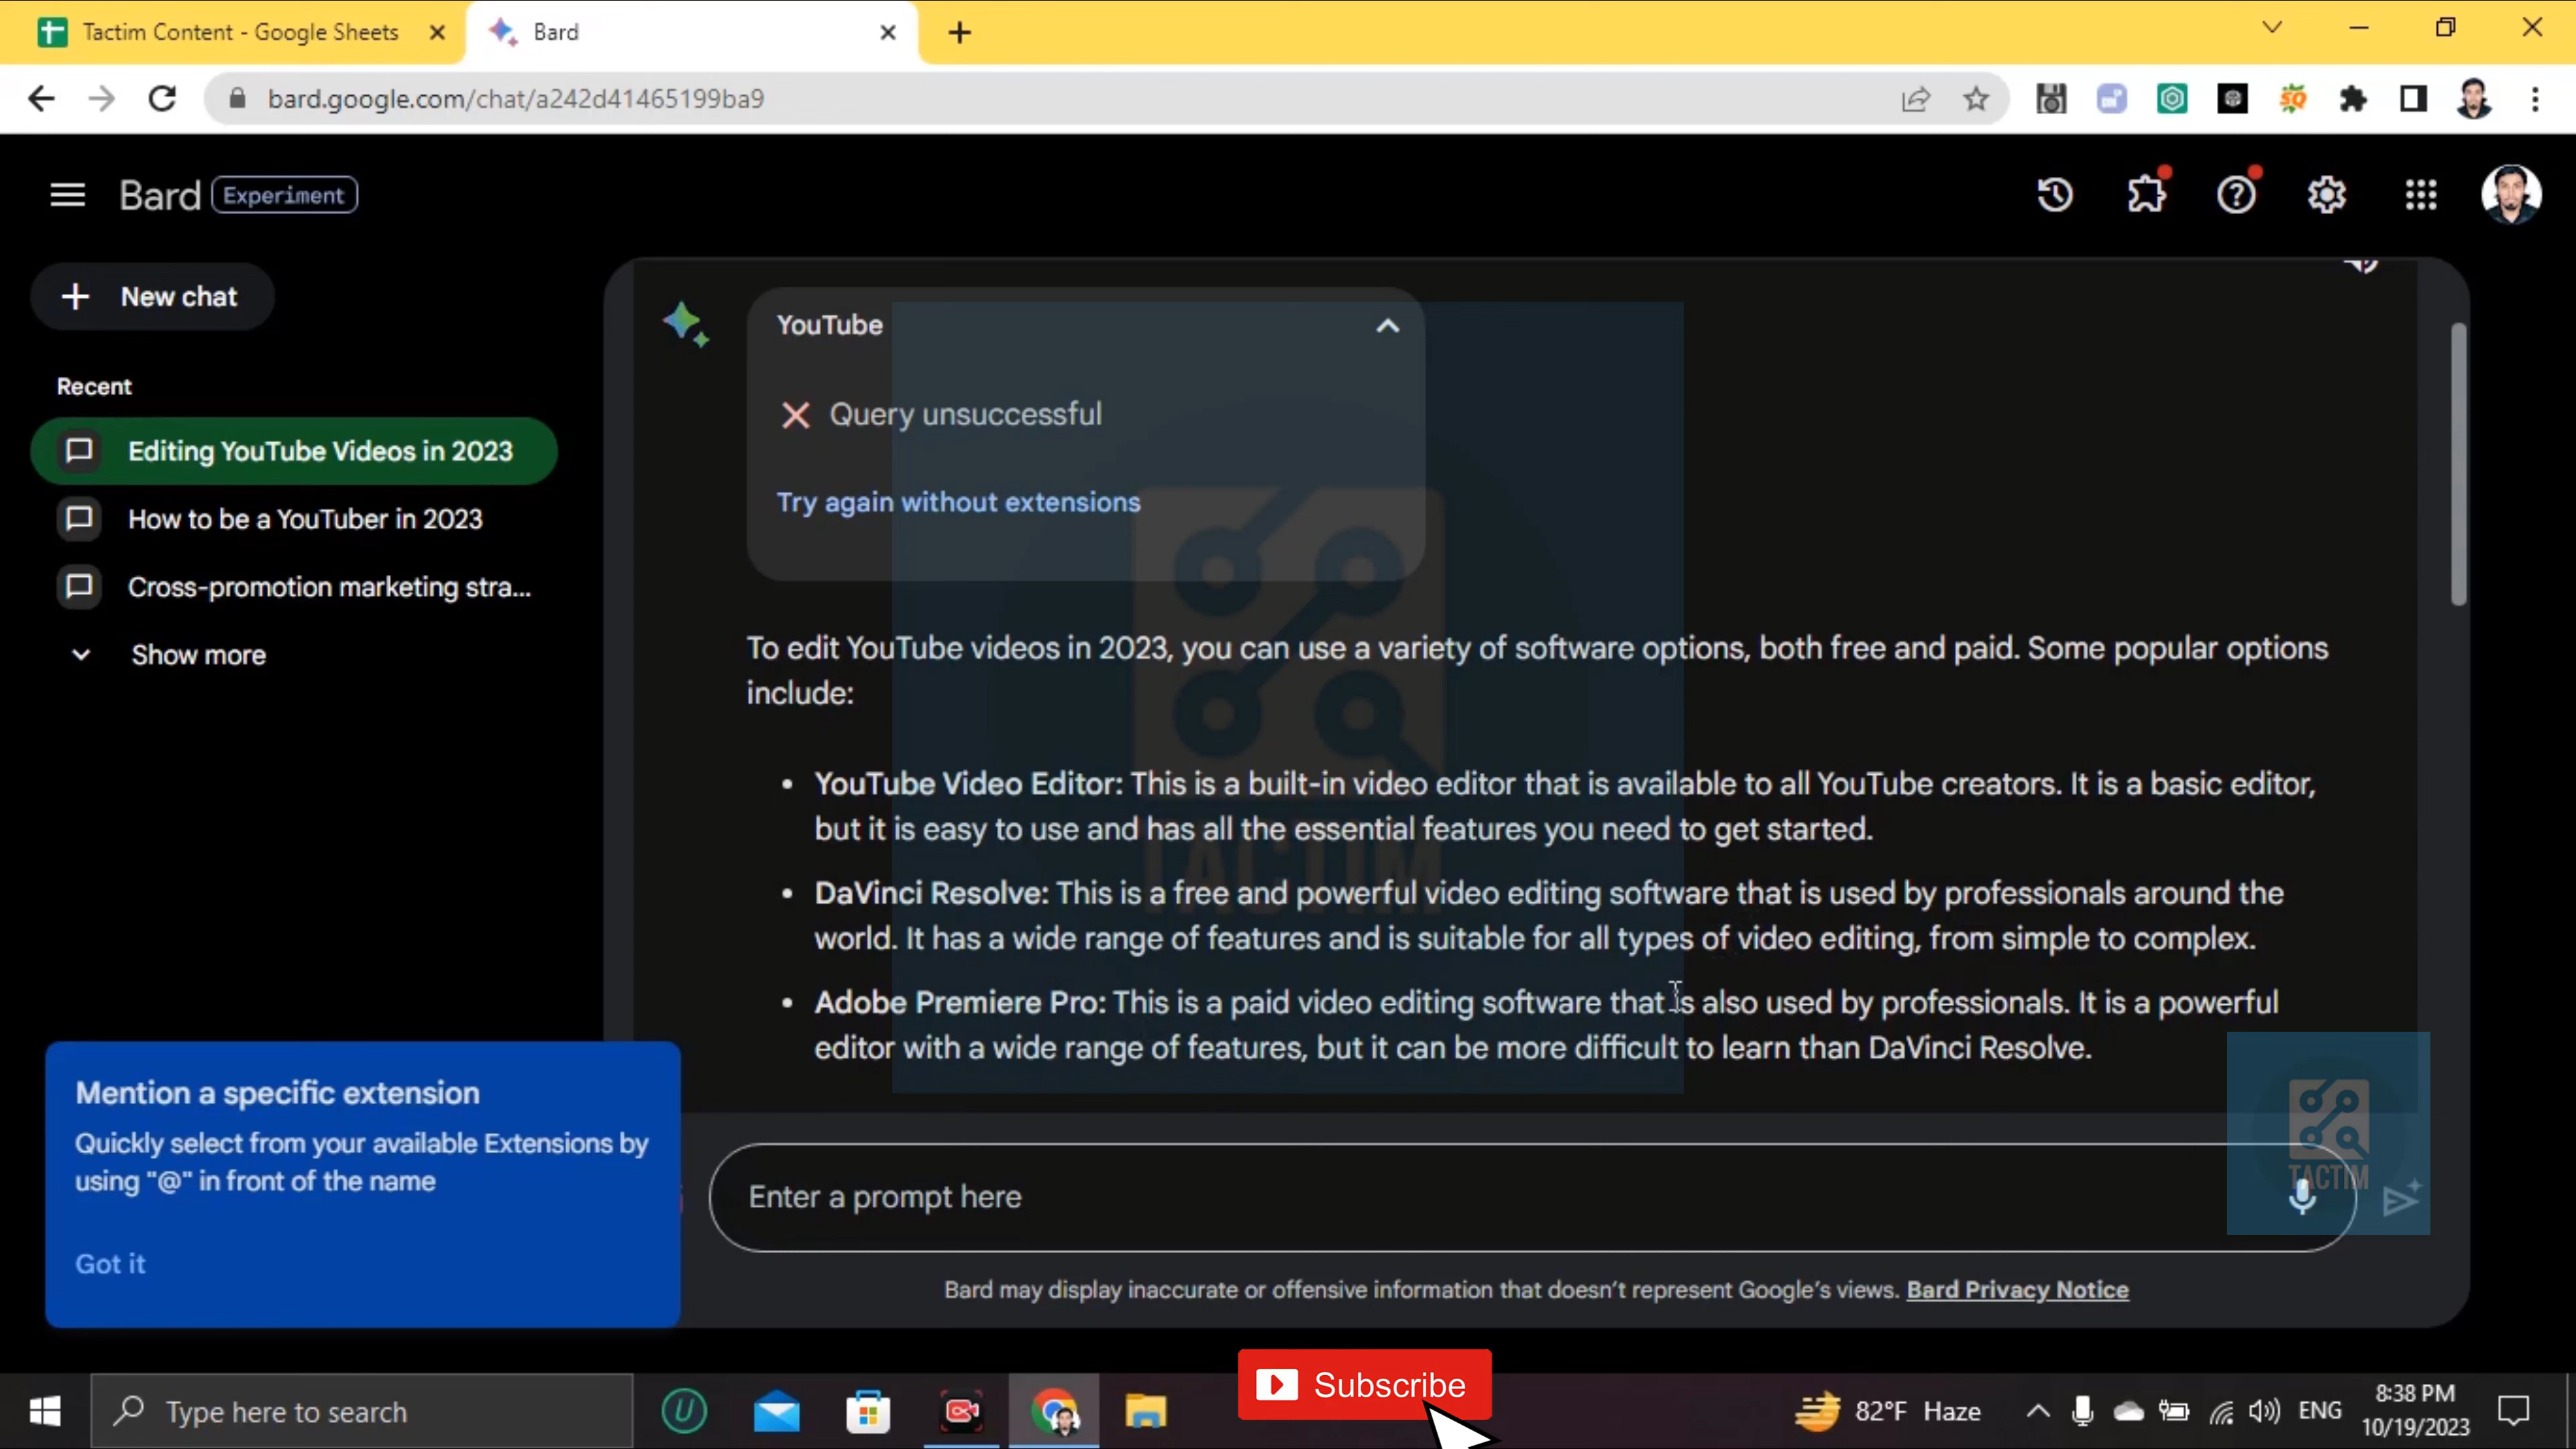 Tactim Content - Google Sheets
Bard
bard.google.com/chat/a242d41465199ba9
SQ
Bard Experiment
New chat
Recent
Editing YouTube Videos in 2023
How to be a YouTuber in 2023
Cross-promotion marketing stra...
Show more
YouTube
Query unsuccessful
Try again without extensions
To edit YouTube videos in 2023, you can use a variety of software options, both free and paid. Some popular options
include:
• YouTube Video Editor: This is a built-in video editor that is available to all YouTube creators. It is a basic editor,
but it is easy to use and has all the essential features you need to get started.
• DaVinci Resolve: This is a free and powerful video editing software that is used by professionals around the
world. It has a wide range of features and is suitable for all types of video editing, from simple to complex.
• Adobe Premiere Pro: This is a paid video editing software that is also used by professionals. It is a powerful
editor with a wide range of features, but it can be more difficult to learn than DaVinci Resolve.
TACTIM
Mention a specific extension
Quickly select from your available Extensions by
using "@" in front of the name
Got it
Enter a prompt here
TACTIM
Bard may display inaccurate or offensive information that doesn't represent Google's views. Bard Privacy Notice
Subscribe
Type here to search
82°F Haze
ENG
8:38 PM
10/19/2023